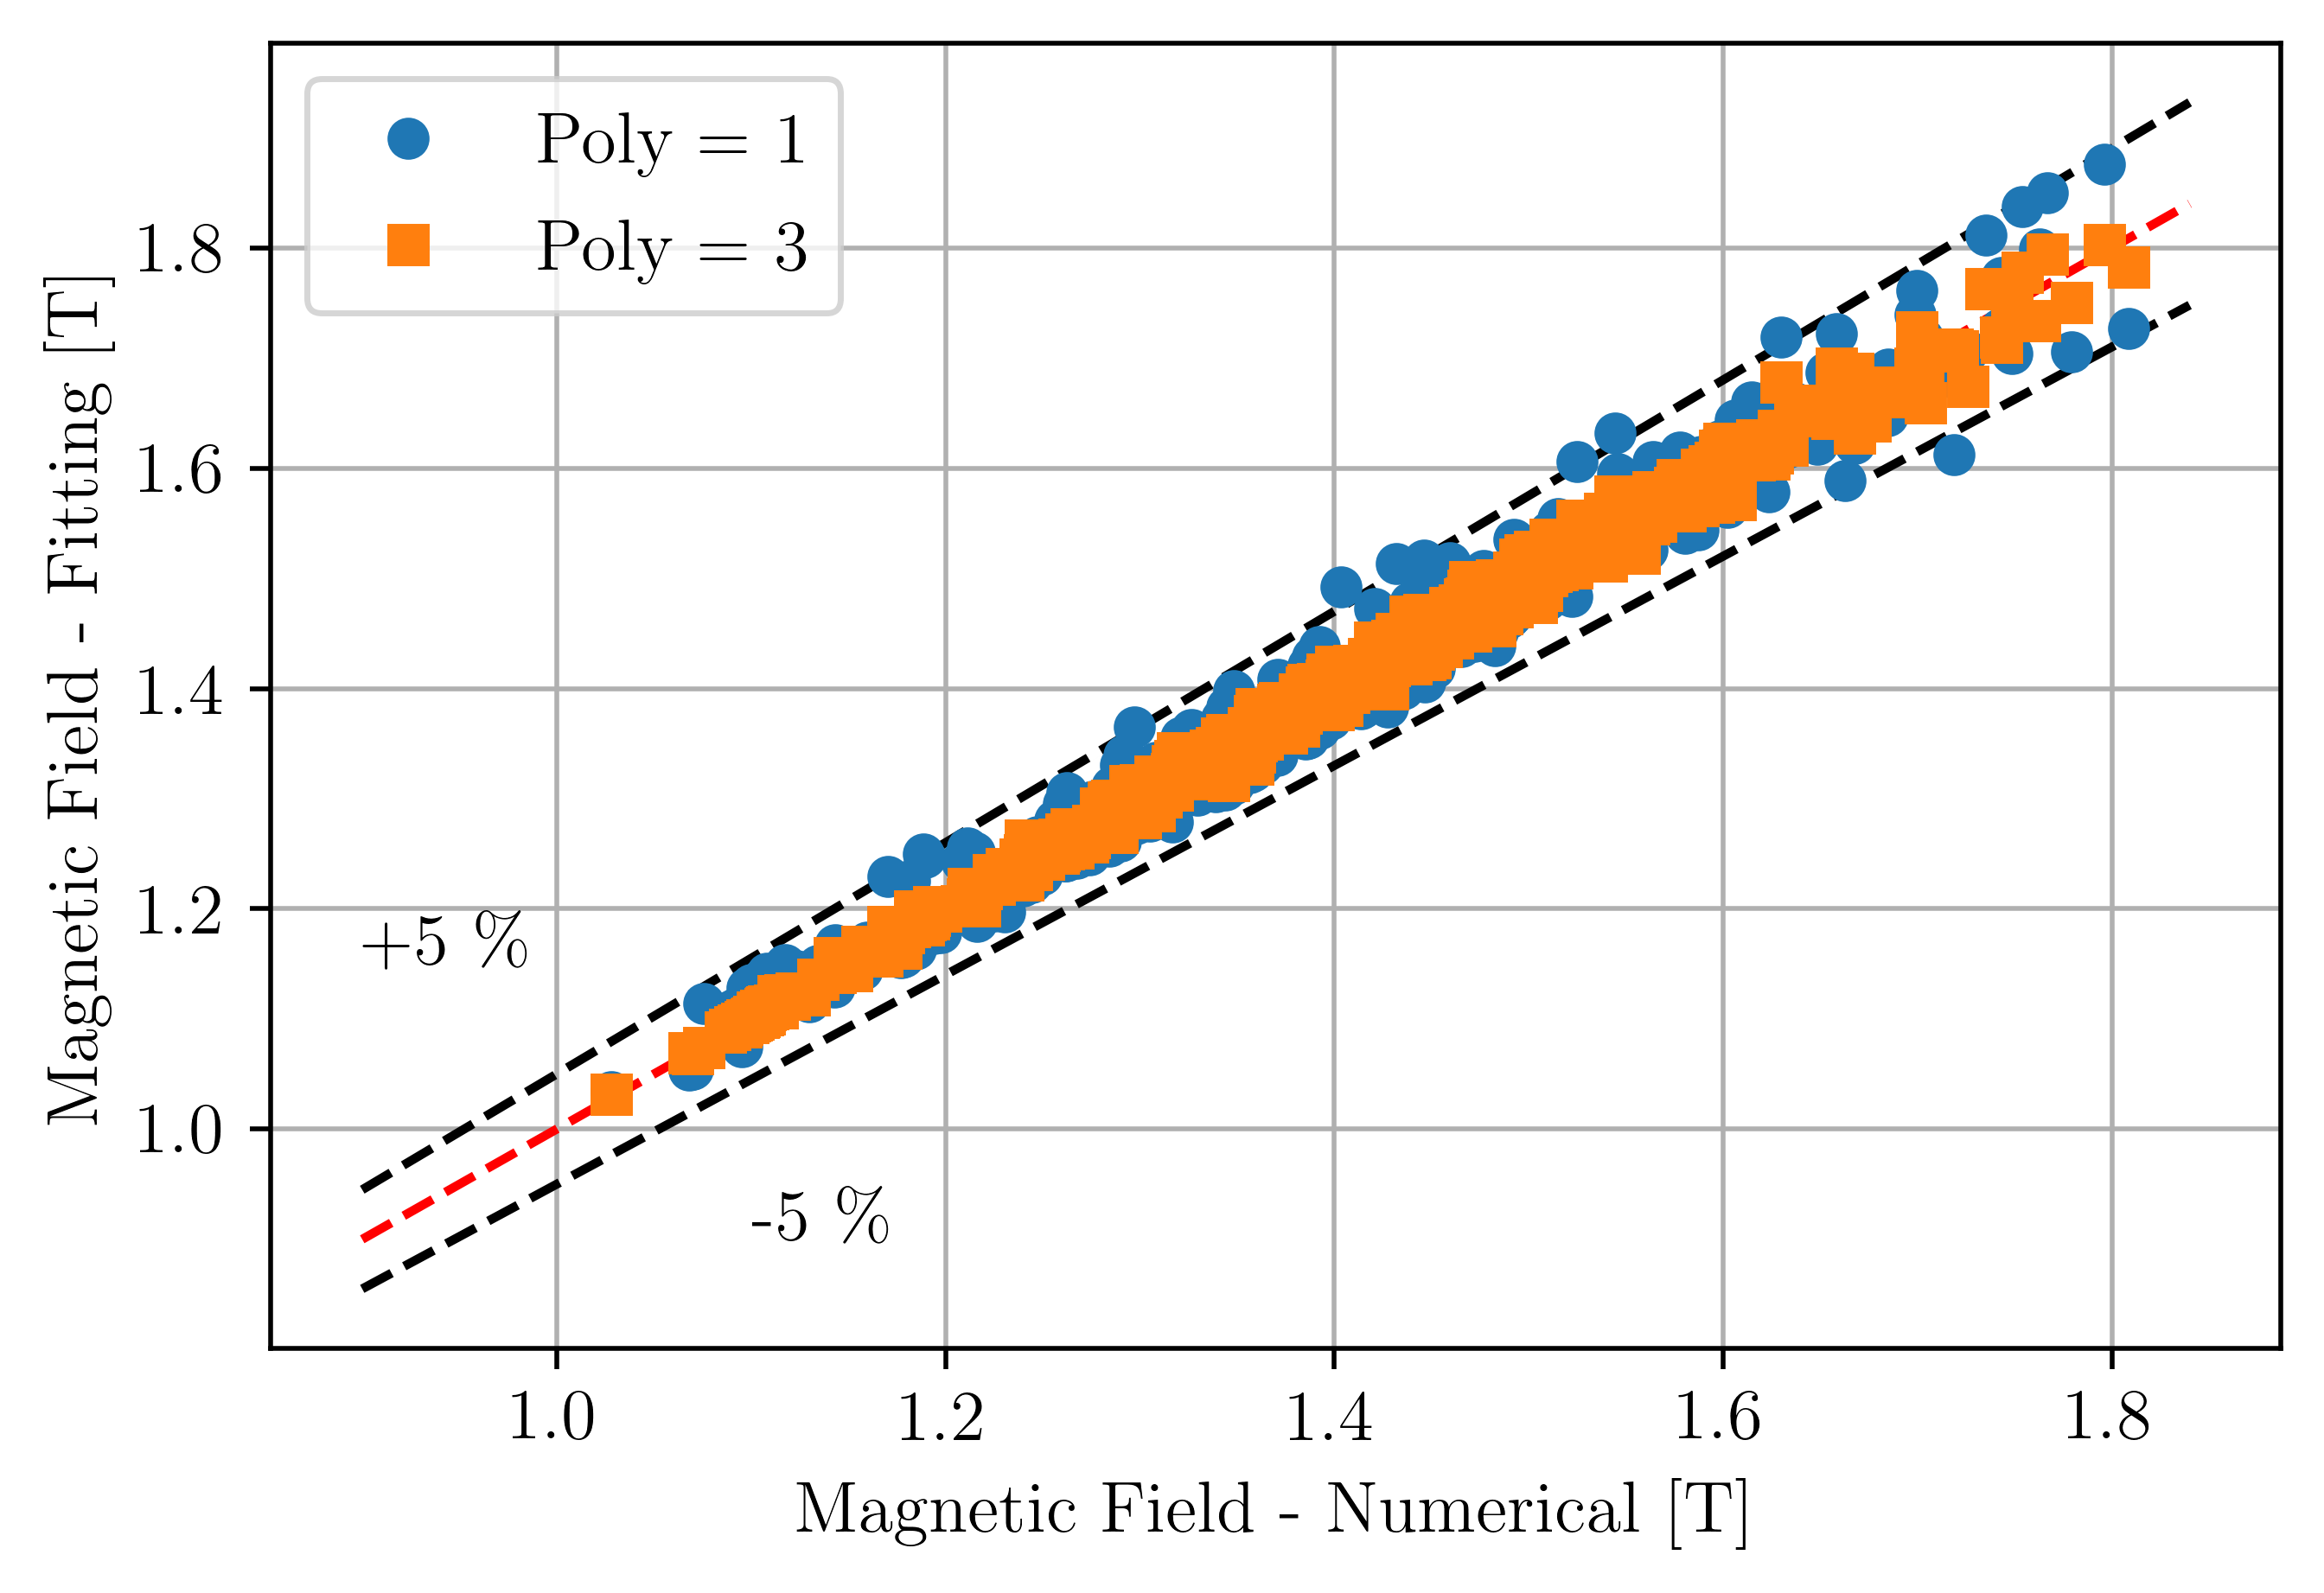 Poly = 1
Poly = 3
Magnetic Field - Fitting [T]
1.8
1.6
1.4
1.2
1.0
+5 %
-5 %
1.0 1.2 1.4 1.6 1.8
Magnetic Field - Numerical [T]